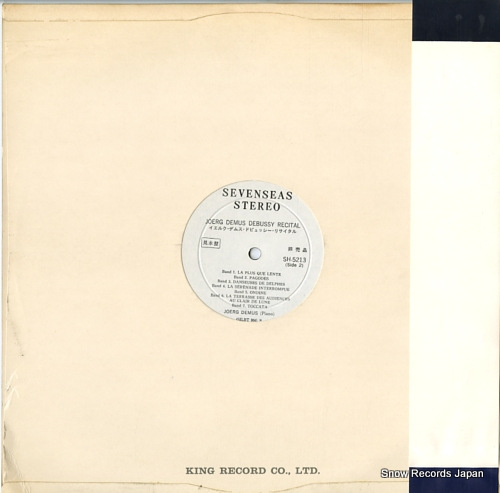 SEVENSEAS
STEREO
JOERG DEMUS DEBUSSY RECITAL
イエルク・デムス・ドビュッシー・リサイタル
見本盤
非売品
SH-5213
(Side 2)
Band 1. LA PLUS QUE LENTE
Band 2. PAGODES
Band 3. DANSEUSES DE DELPHES
Band 4. LA SERENADE INTERROMPUE
Band 5. ONDINE
Band 6. LA TERRASSE DES AUDIENCES
AU CLAIR DE LUNE
Band 7. TOCCATA
JOERG DEMUS (Piano)
KING RECORD CO., LTD.
Snow Records Japan
www.snowrecords.jp